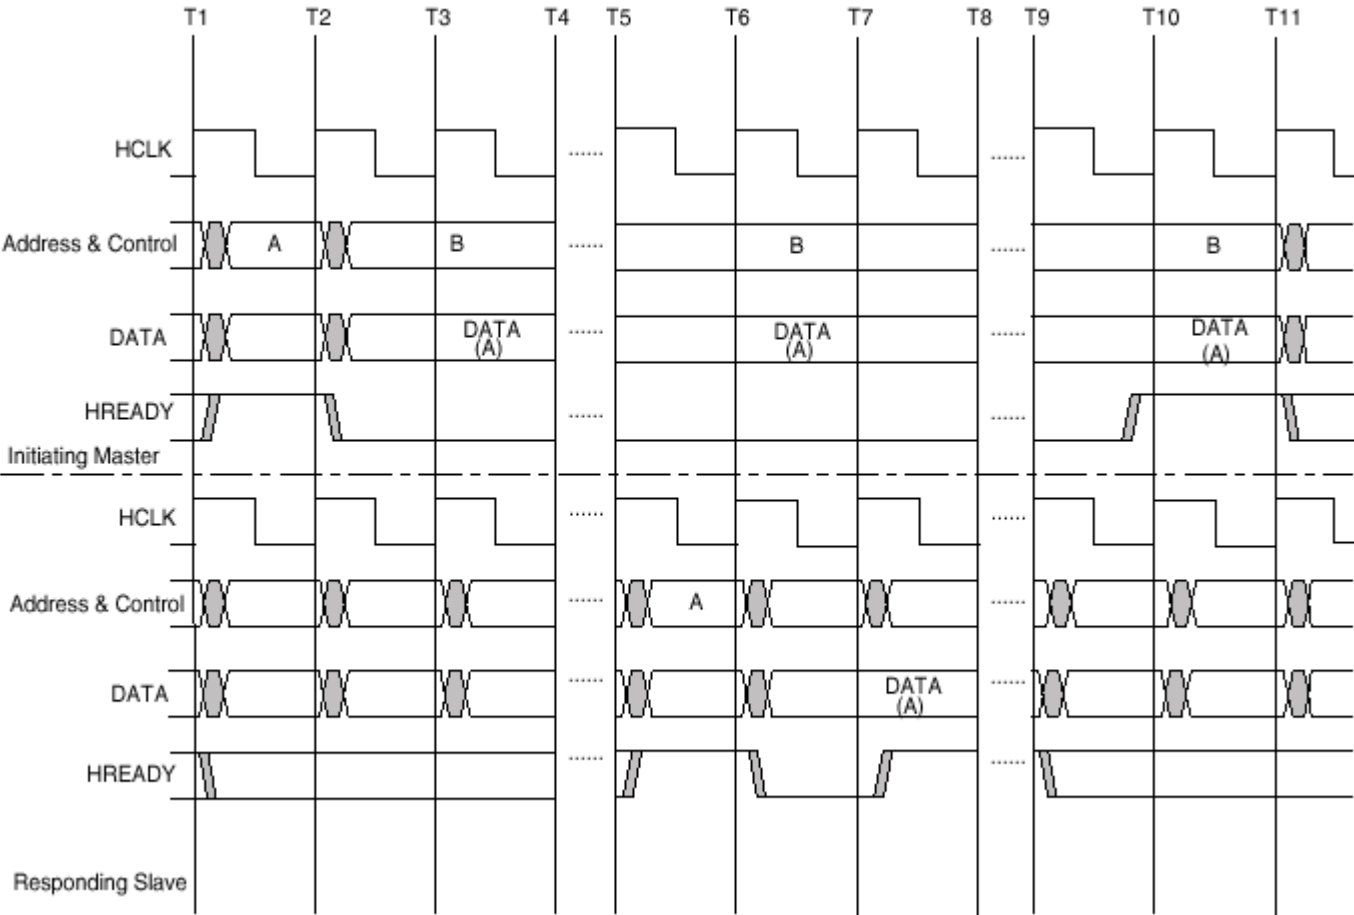 T1 T2 T3 T4 T5 T6 T7 T8 T9 T10 T11
HCLK ...... ......
Address & Control A B ...... B ...... B
DATA DATA ...... DATA ...... DATA
(A) (A) (A)
HREADY ...... ......
Initiating Master
HCLK ...... ......
Address & Control ...... A ......
DATA ...... DATA ......
(A)
HREADY ...... ......
Responding Slave